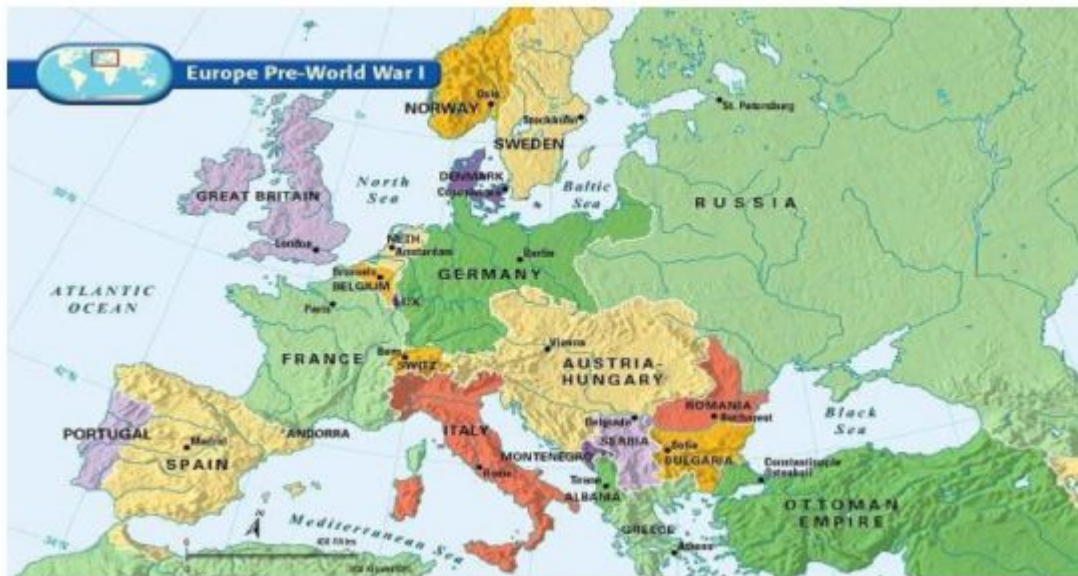 Europe Pre-World War I
NORWAY
Oslo
Stockholm
SWEDEN
St. Petersburg
North
Sea
DENMARK
Copenhagen
Baltic
Sea
RUSSIA
GREAT BRITAIN
London
NETH
Amsterdam
Berlin
GERMANY
Brussels
BELGIUM
LUX
ATLANTIC
OCEAN
Paris
FRANCE
Bern
SWITZ
Vienna
AUSTRIA-
HUNGARY
ROMANIA
Bucharest
Black
Sea
Belgrade
SERBIA
ITALY
MONTENEGRO
Sofia
BULGARIA
PORTUGAL
Madrid
SPAIN
ANDORRA
Rome
Tirane
ALBANIA
Constantinople
OTTOMAN
EMPIRE
GREECE
Athens
Mediterranean Sea
N
0